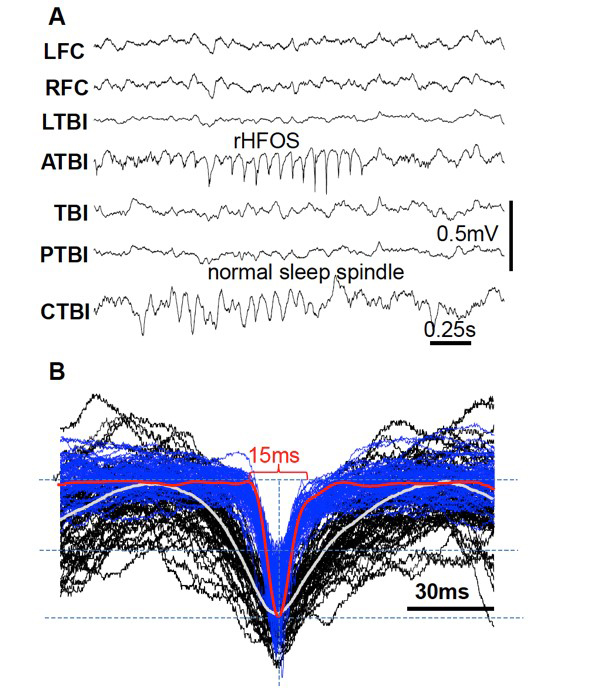 A
LFC
RFC
LTBI
rHFOS
ATBI
TBI
0.5mV
PTBI
normal sleep spindle
CTBI
0.25s
B
15ms
30ms